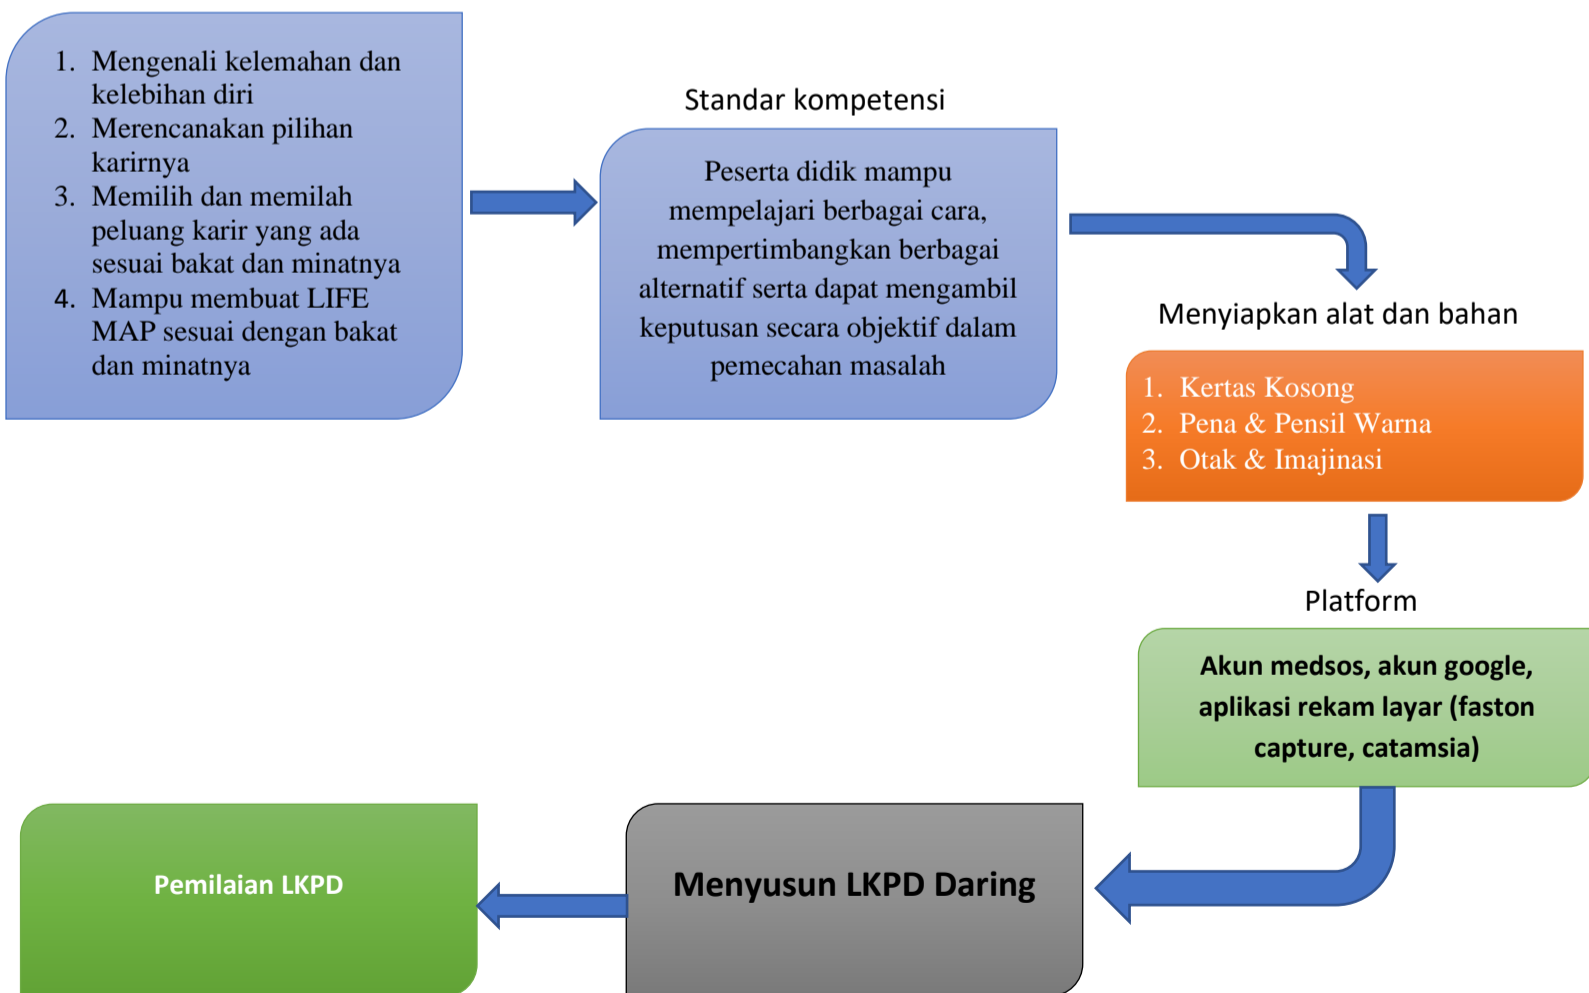 1. Mengenali kelemahan dan
kelebihan diri
2. Merencanakan pilihan
karirnya
3. Memilih dan memilah
peluang karir yang ada
sesuai bakat dan minatnya
4. Mampu membuat LIFE
MAP sesuai dengan bakat
dan minatnya
Standar kompetensi
Peserta didik mampu
mempelajari berbagai cara,
mempertimbangkan berbagai
alternatif serta dapat mengambil
keputusan secara objektif dalam
pemecahan masalah
Menyiapkan alat dan bahan
1. Kertas Kosong
2. Pena & Pensil Warna
3. Otak & Imajinasi
Platform
Akun medsos, akun google,
aplikasi rekam layar (faston
capture, catamsia)
Menyusun LKPD Daring
Pemilaian LKPD